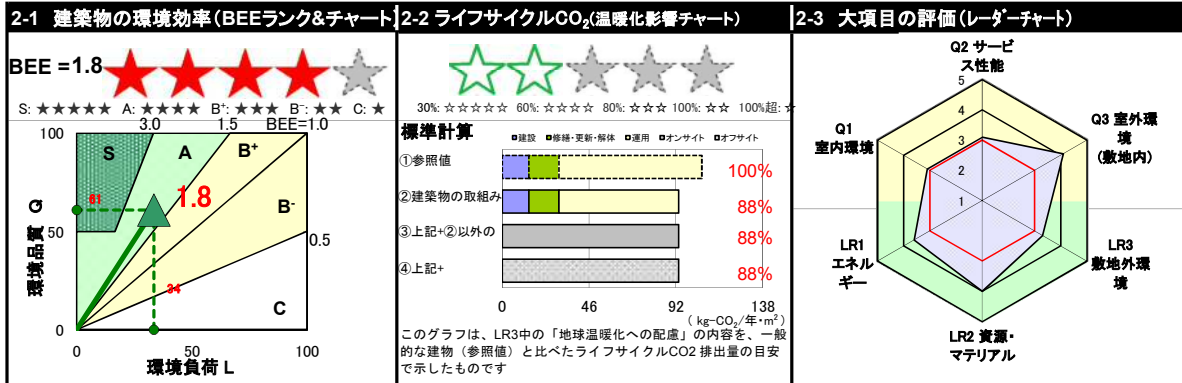 2-1 建築物の環境効率(BEEランク&チャート)
BEE =1.8
S: ★★★★★ A: ★★★★ B⁺: ★★★ B⁻: ★★ C: ★
3.0 1.5 BEE=1.0
100
S
A
B⁺
1.8
61
B⁻
環境品質 Q
50
0.5
34
C
0
0 50 100
環境負荷 L
2-2 ライフサイクルCO₂(温暖化影響チャート)
30%: ☆☆☆☆☆ 60%: ☆☆☆☆ 80%: ☆☆☆ 100%: ☆☆ 100%超: ☆
標準計算
建設 修繕・更新・解体 運用 オンサイト オフサイト
①参照値 100%
②建築物の取組み 88%
③上記+②以外の 88%
④上記+ 88%
0 46 92 138
( kg-CO₂/年・㎡ )
このグラフは、LR3中の「地球温暖化への配慮」の内容を、一般
的な建物（参照値）と比べたライフサイクルCO2 排出量の目安
で示したものです
2-3 大項目の評価(レーダーチャート)
Q2 サービ
ス性能
5
4
3
2
1
Q1
室内環境
Q3 室外環
境
(敷地内)
LR1
エネル
ギー
LR3
敷地外環
境
LR2 資源・
マテリアル